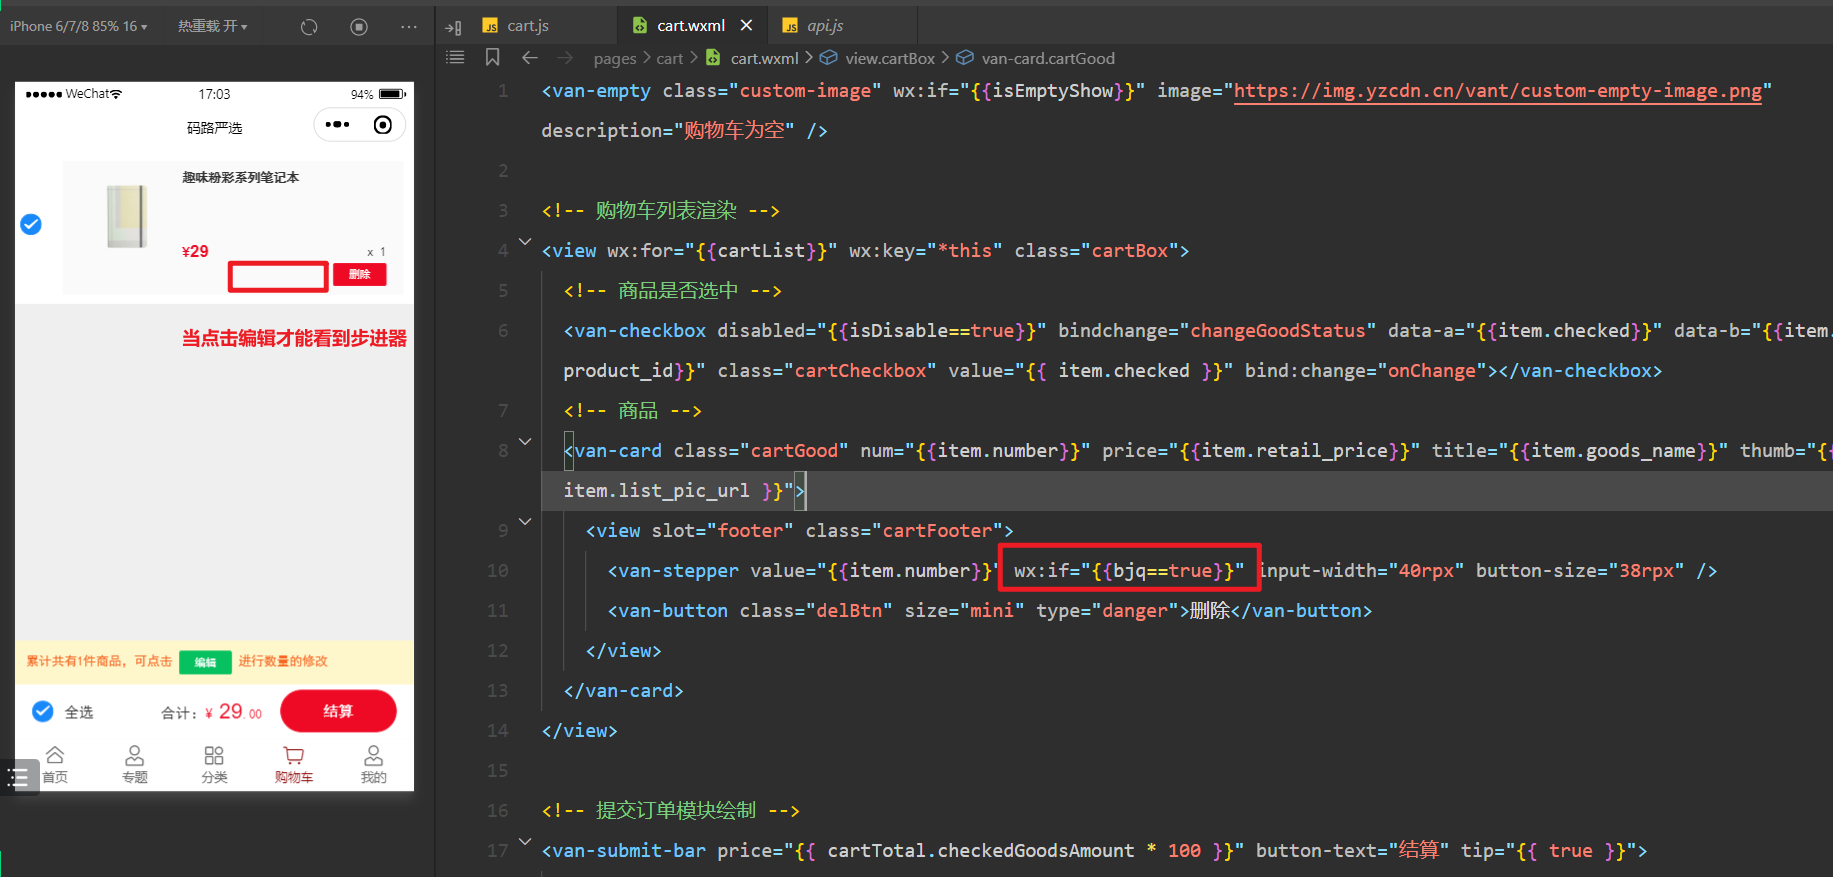 iPhone 6/7/8 85% 16
热重载 开
cart.js
cart.wxml
api.js
pages > cart > cart.wxml > view.cartBox > van-card.cartGood
WeChat
17:03
94%
码路严选
趣味粉彩系列笔记本
¥29
x 1
删除
当点击编辑才能看到步进器
累计共有1件商品，可点击 编辑 进行数量的修改
全选
合计：¥ 29.00
结算
首页
专题
分类
购物车
我的
1 <van-empty class="custom-image" wx:if="{{isEmptyShow}}" image="https://img.yzcdn.cn/vant/custom-empty-image.png"
description="购物车为空" />
2
3 <!-- 购物车列表渲染 -->
4 <view wx:for="{{cartList}}" wx:key="*this" class="cartBox">
5 <!-- 商品是否选中 -->
6 <van-checkbox disabled="{{isDisable==true}}" bindchange="changeGoodStatus" data-a="{{item.checked}}" data-b="{{item.
product_id}}" class="cartCheckbox" value="{{ item.checked }}" bind:change="onChange"></van-checkbox>
7 <!-- 商品 -->
8 <van-card class="cartGood" num="{{item.number}}" price="{{item.retail_price}}" title="{{item.goods_name}}" thumb="{{
item.list_pic_url }}">
9 <view slot="footer" class="cartFooter">
10 <van-stepper value="{{item.number}}" wx:if="{{bjq==true}}" input-width="40rpx" button-size="38rpx" />
11 <van-button class="delBtn" size="mini" type="danger">删除</van-button>
12 </view>
13 </van-card>
14 </view>
15
16 <!-- 提交订单模块绘制 -->
17 <van-submit-bar price="{{ cartTotal.checkedGoodsAmount * 100 }}" button-text="结算" tip="{{ true }}">